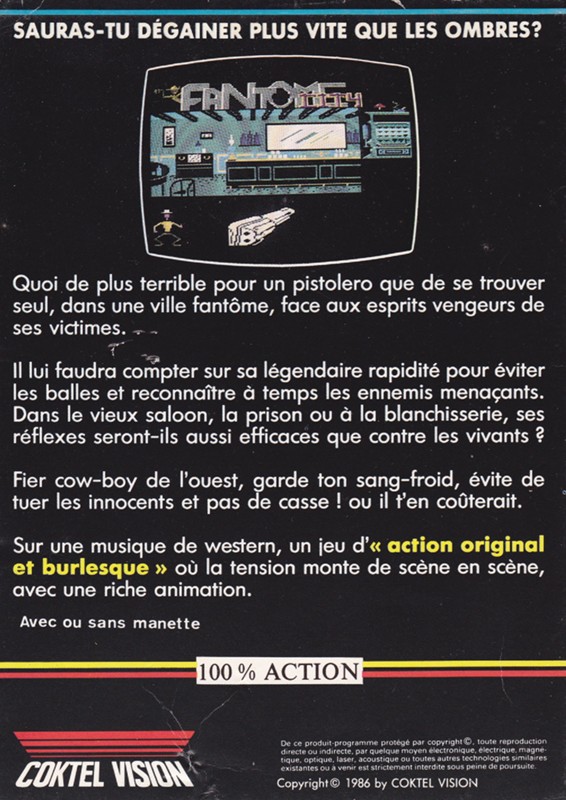 SAURAS-TU DÉGAINER PLUS VITE QUE LES OMBRES?
FANTOME
Quoi de plus terrible pour un pistolero que de se trouver
seul, dans une ville fantôme, face aux esprits vengeurs de
ses victimes.
Il lui faudra compter sur sa légendaire rapidité pour éviter
les balles et reconnaître à temps les ennemis menaçants.
Dans le vieux saloon, la prison ou à la blanchisserie, ses
réflexes seront-ils aussi efficaces que contre les vivants ?
Fier cow-boy de l'ouest, garde ton sang-froid, évite de
tuer les innocents et pas de casse ! ou il t'en coûterait.
Sur une musique de western, un jeu d'« action original
et burlesque » où la tension monte de scène en scène,
avec une riche animation.
Avec ou sans manette
100 % ACTION
COKTEL VISION
De ce produit-programme protégé par copyright ©, toute reproduction
directe ou indirecte, par quelque moyen électronique, électrique, magné-
tique, optique, laser, acoustique ou toutes autres technologies similaires
existantes ou à venir est strictement interdite sous peine de poursuite.
Copyright © 1986 by COKTEL VISION